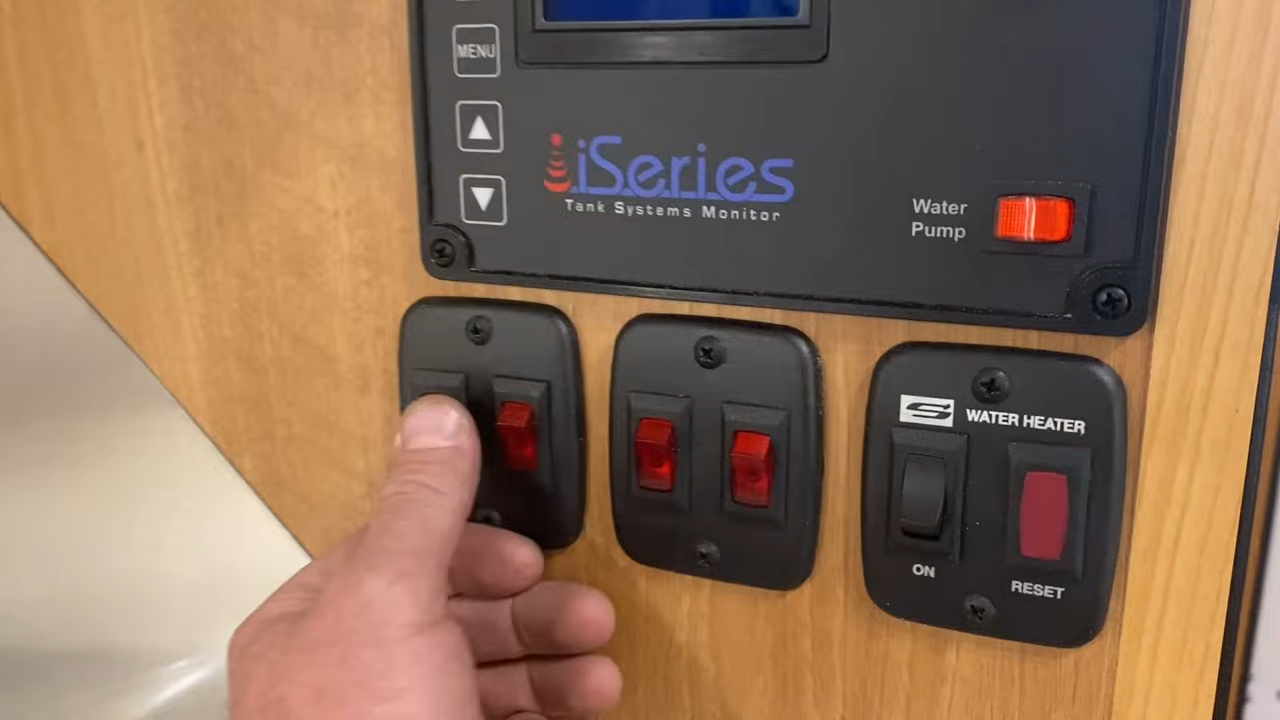 MENU
iSeries
Tank Systems Monitor
Water
Pump
WATER HEATER
ON
RESET